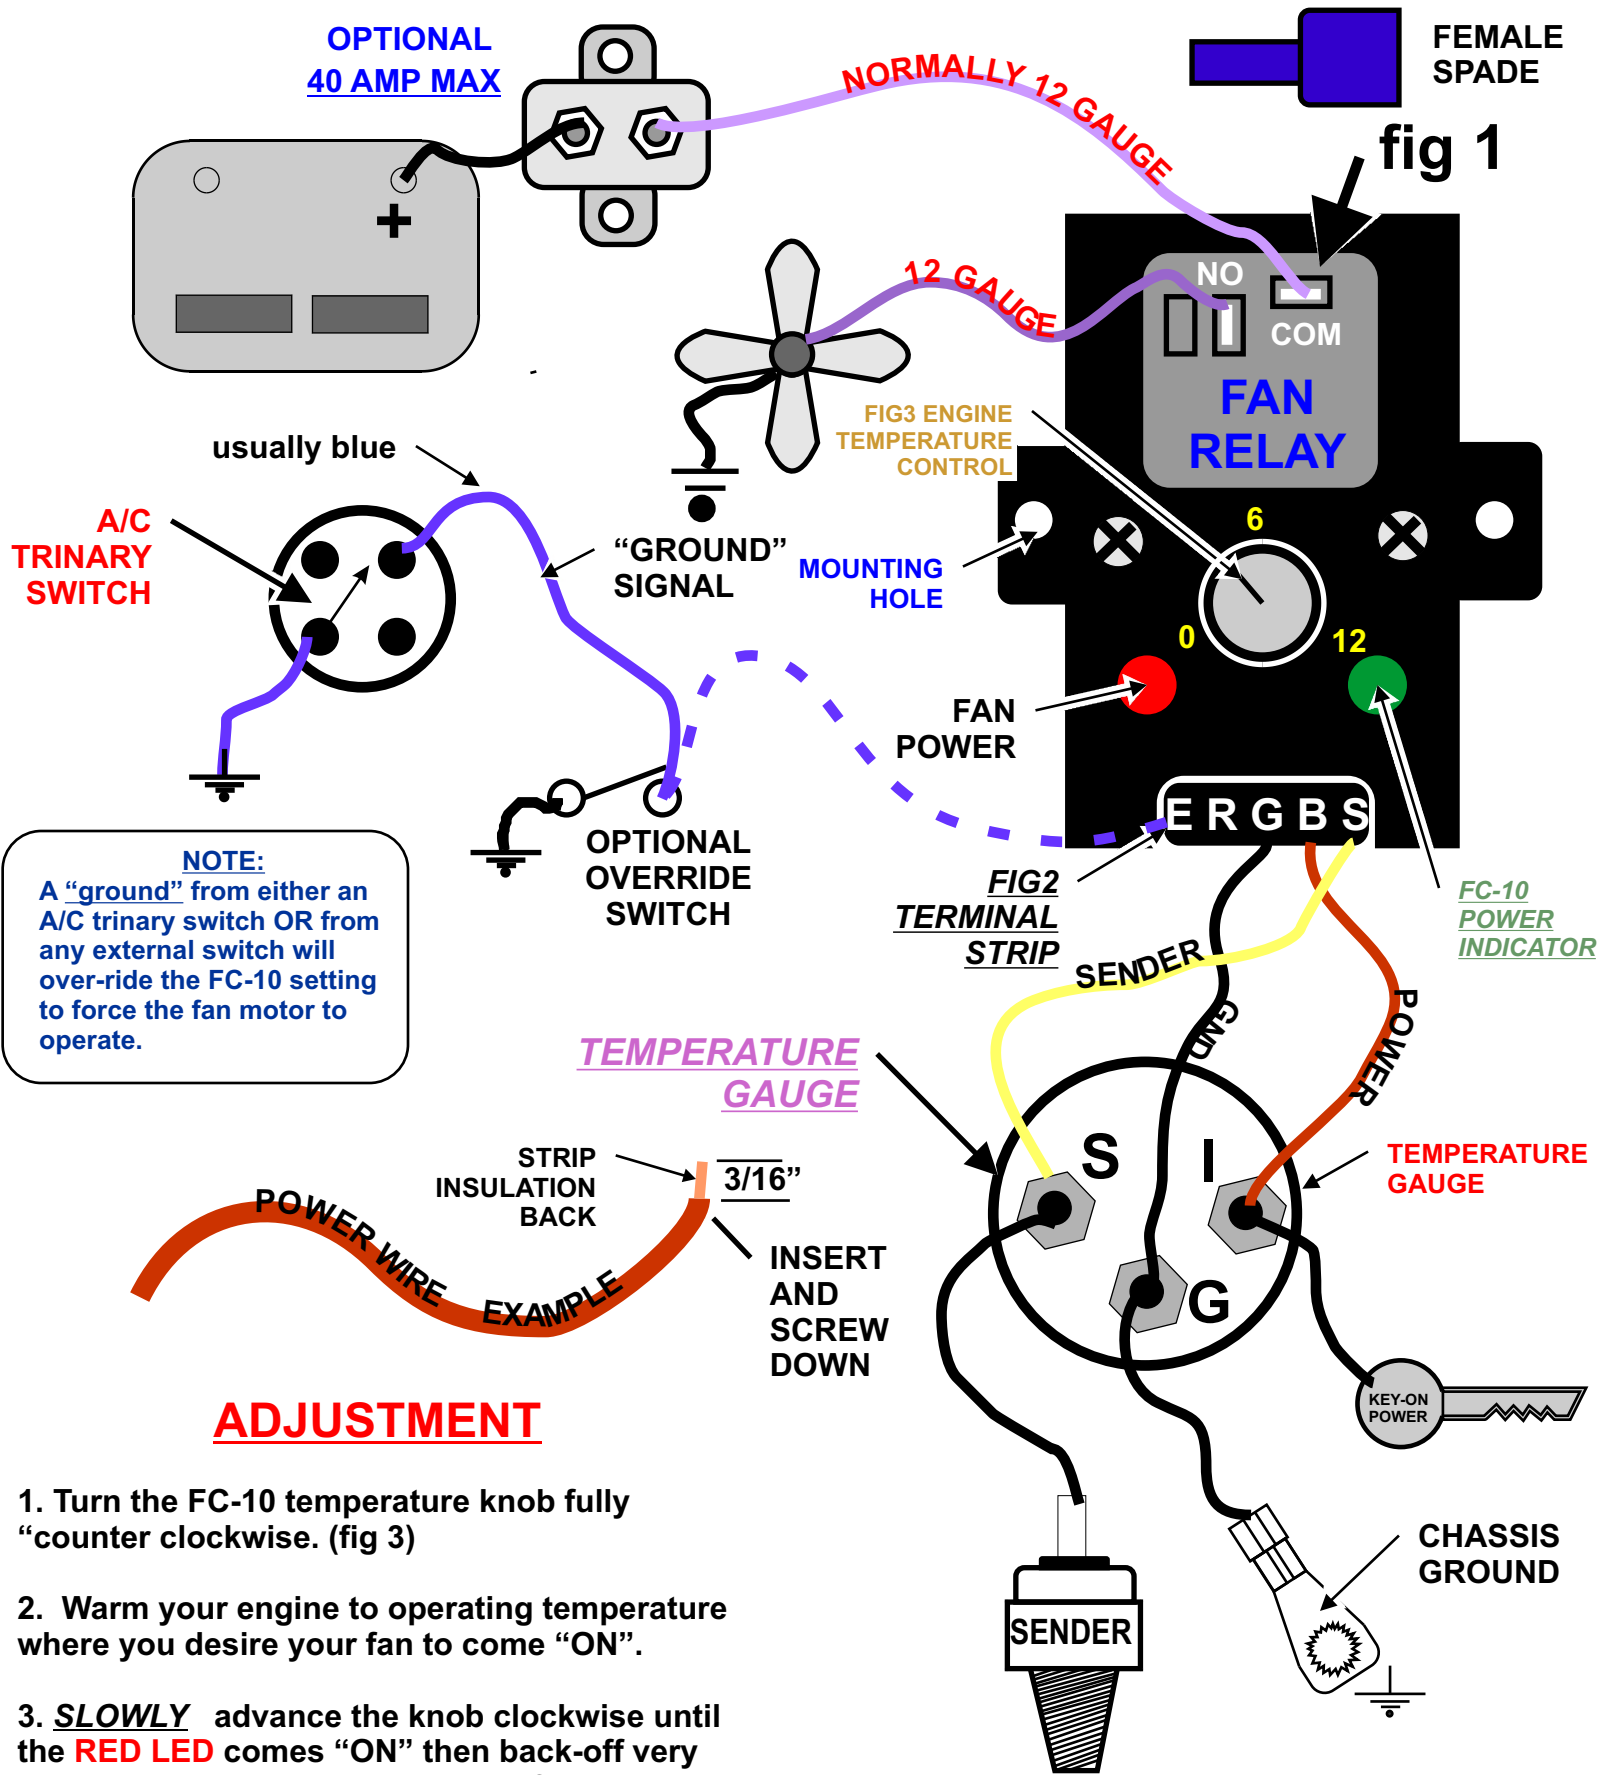 OPTIONAL
40 AMP MAX
NORMALLY 12 GAUGE
FEMALE
SPADE
fig 1
+
12 GAUGE
NO
COM
FAN
RELAY
FIG3 ENGINE
TEMPERATURE
CONTROL
usually blue
A/C
TRINARY
SWITCH
“GROUND”
SIGNAL
MOUNTING
HOLE
6
0
12
FAN
POWER
E R G B S
OPTIONAL
OVERRIDE
SWITCH
FIG2
TERMINAL
STRIP
FC-10
POWER
INDICATOR
NOTE:
A “ground” from either an
A/C trinary switch OR from
any external switch will
over-ride the FC-10 setting
to force the fan motor to
operate.
SENDER
GND
POWER
TEMPERATURE
GAUGE
S
I
G
TEMPERATURE
GAUGE
STRIP
INSULATION
BACK
3/16”
POWER WIRE EXAMPLE
INSERT
AND
SCREW
DOWN
KEY-ON
POWER
ADJUSTMENT
1. Turn the FC-10 temperature knob fully
“counter clockwise. (fig 3)
2. Warm your engine to operating temperature
where you desire your fan to come “ON”.
3. SLOWLY advance the knob clockwise until
the RED LED comes “ON” then back-off very
SENDER
CHASSIS
GROUND